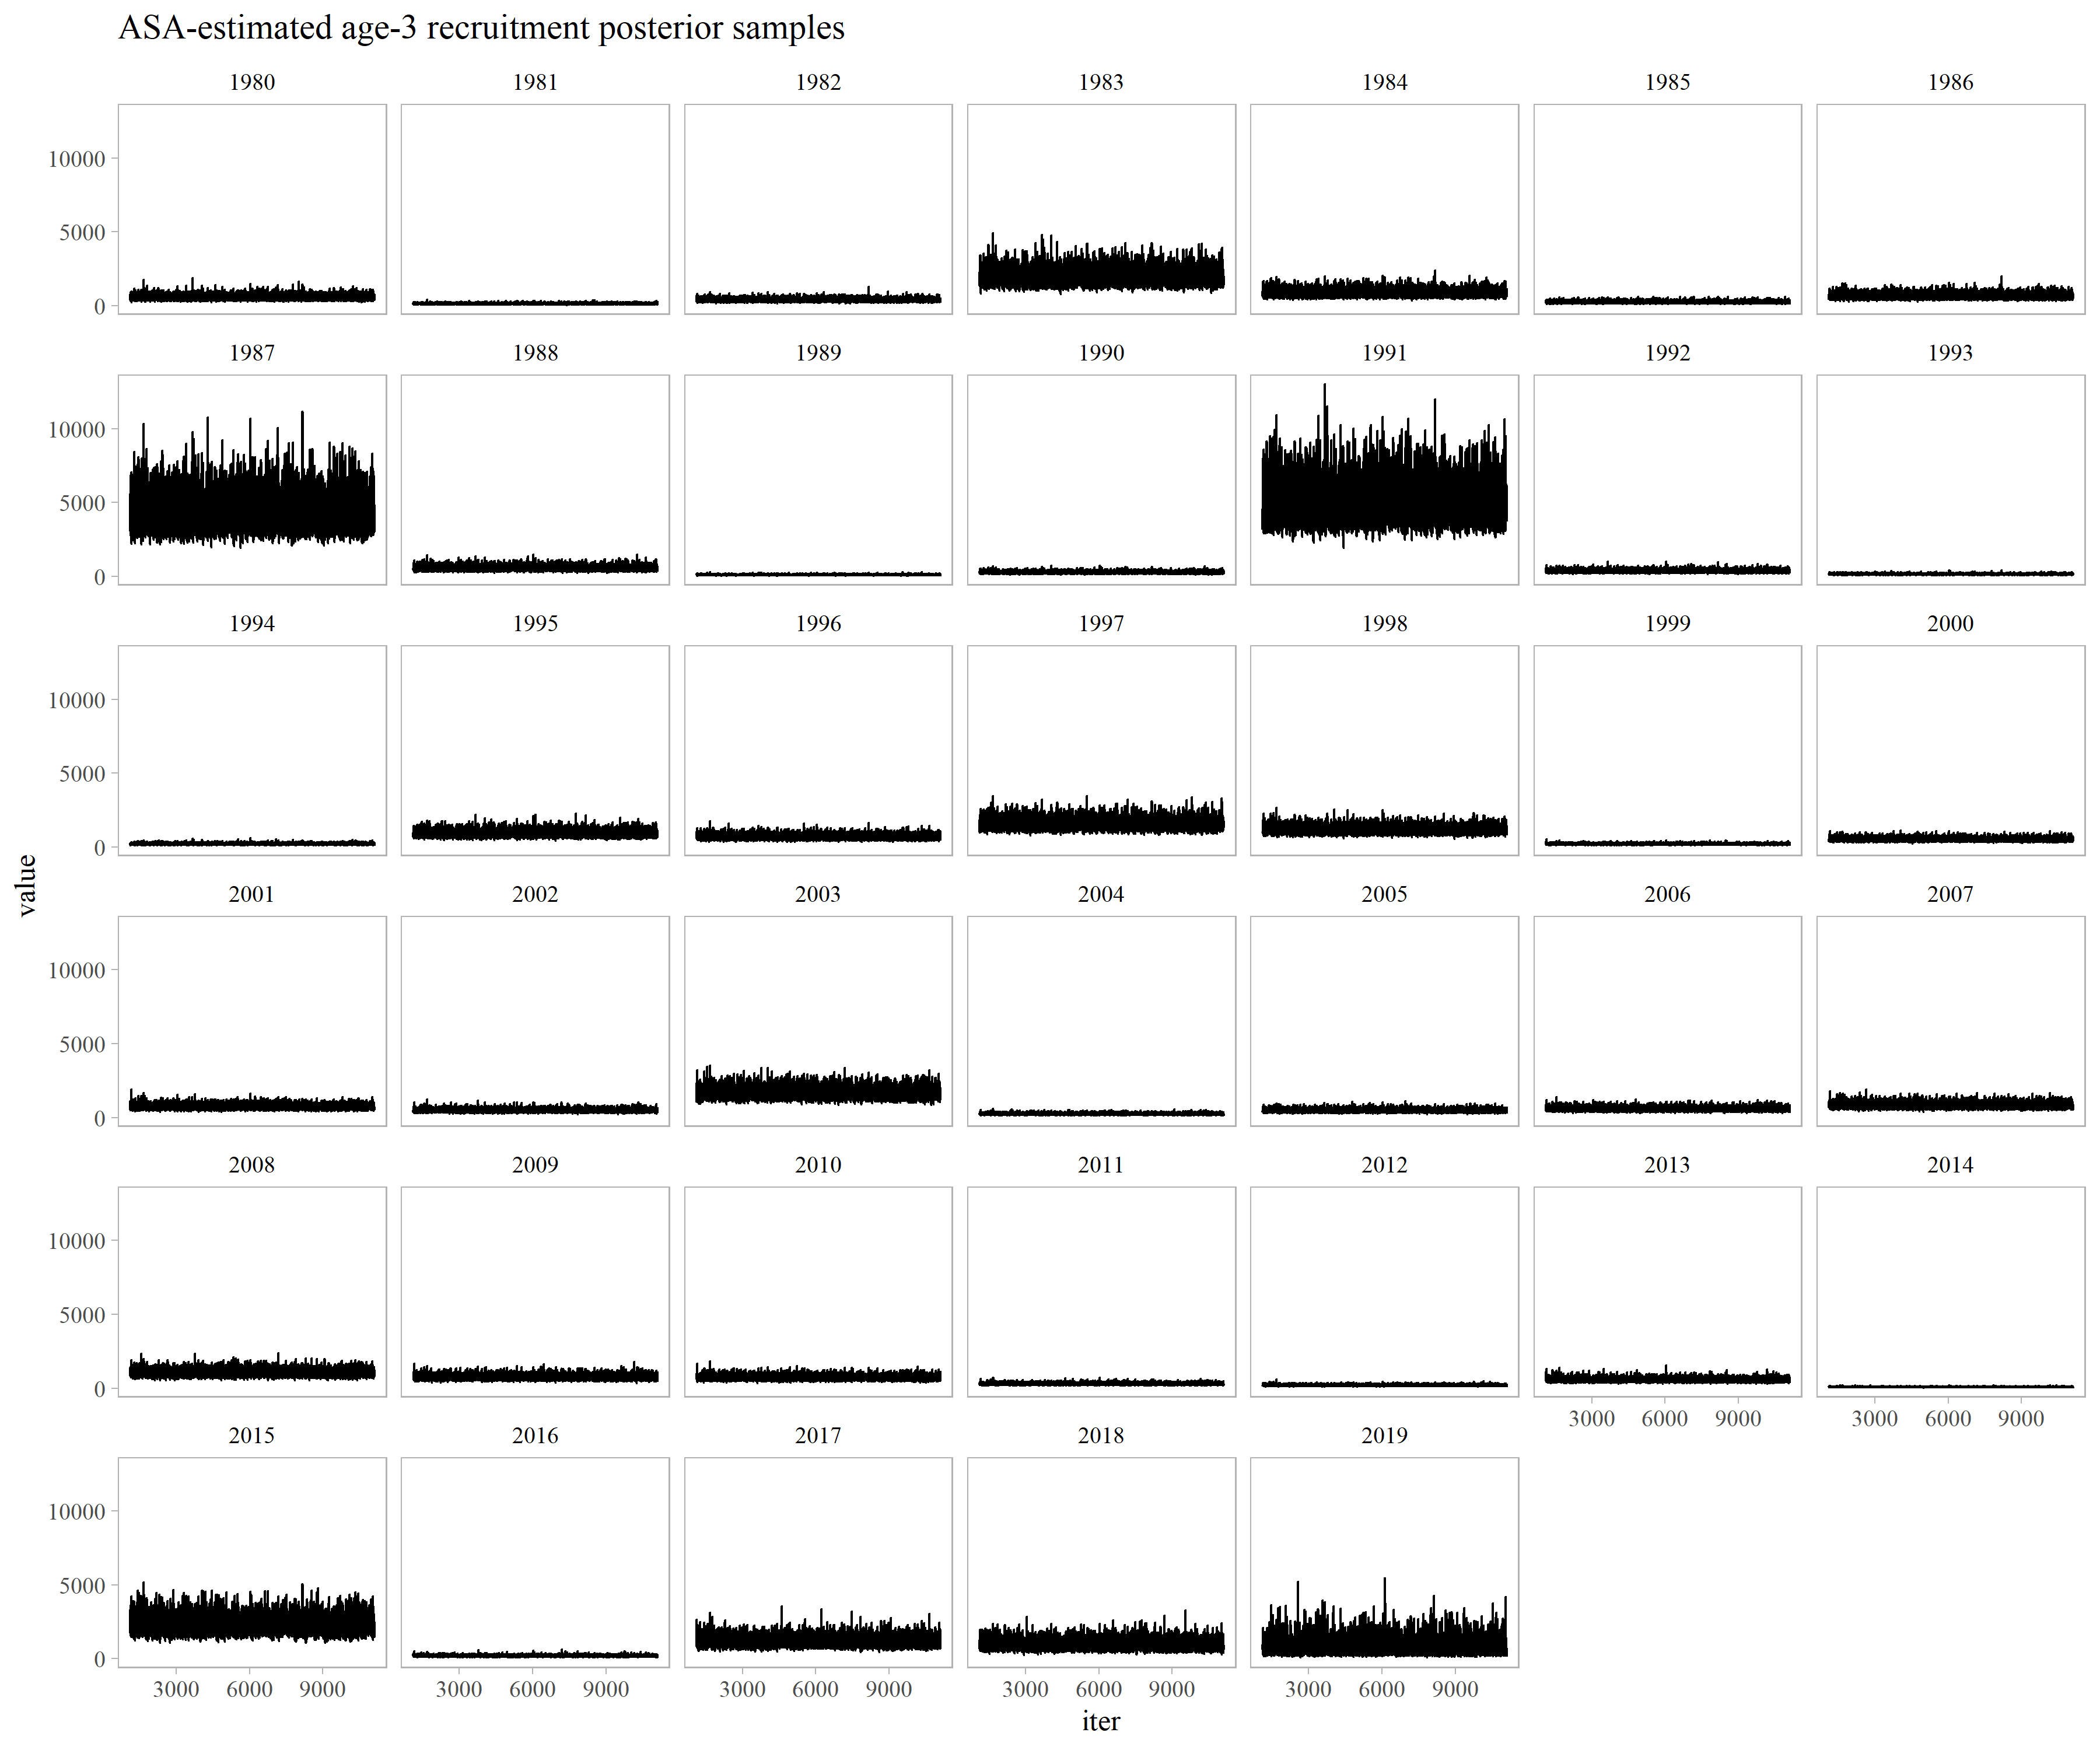 ASA-estimated age-3 recruitment posterior samples
1980 1981 1982 1983 1984 1985 1986
10000
5000
0
1987 1988 1989 1990 1991 1992 1993
10000
5000
0
1994 1995 1996 1997 1998 1999 2000
10000
5000
0
value
2001 2002 2003 2004 2005 2006 2007
10000
5000
0
2008 2009 2010 2011 2012 2013 2014
10000
5000
0
3000 6000 9000 3000 6000 9000
2015 2016 2017 2018 2019
10000
5000
0
3000 6000 9000 3000 6000 9000 3000 6000 9000 3000 6000 9000 3000 6000 9000
iter